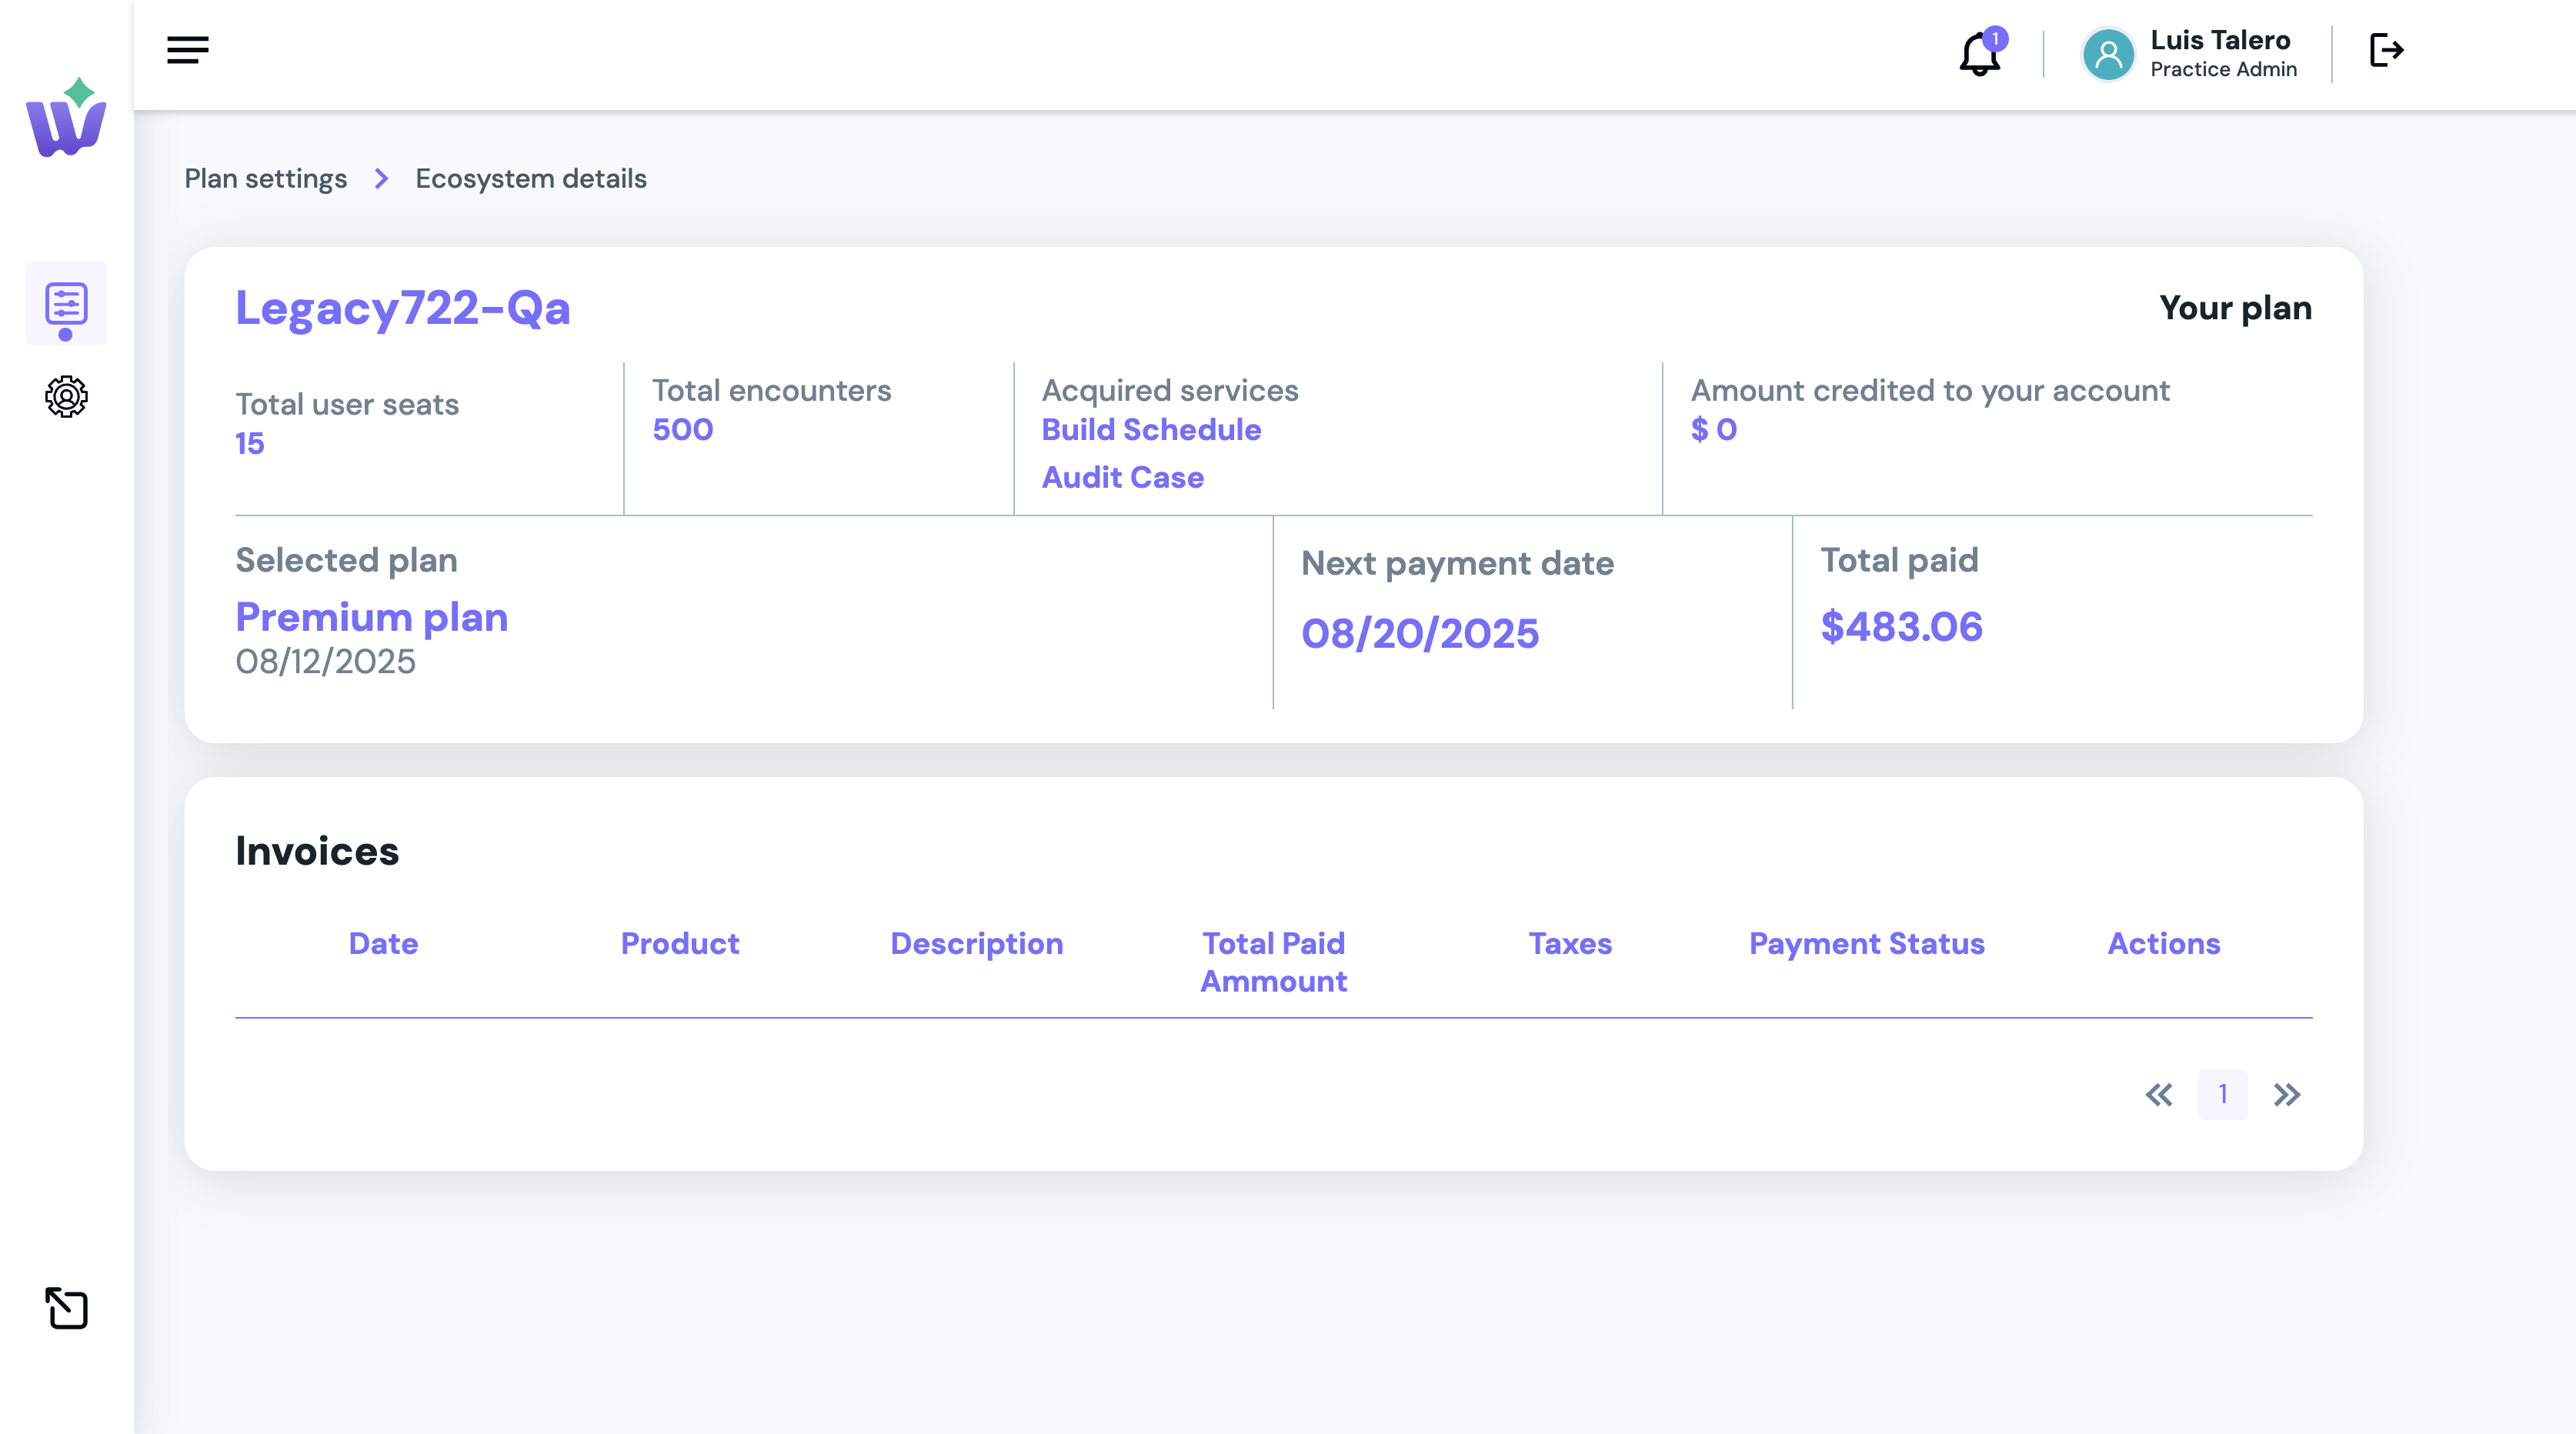 1
Luis Talero
Practice Admin
Plan settings
Ecosystem details
Legacy722-Qa
Your plan
Total user seats
15
Total encounters
500
Acquired services
Build Schedule
Audit Case
Amount credited to your account
$ 0
Selected plan
Premium plan
08/12/2025
Next payment date
08/20/2025
Total paid
$483.06
Invoices
Date
Product
Description
Total Paid
Ammount
Taxes
Payment Status
Actions
1